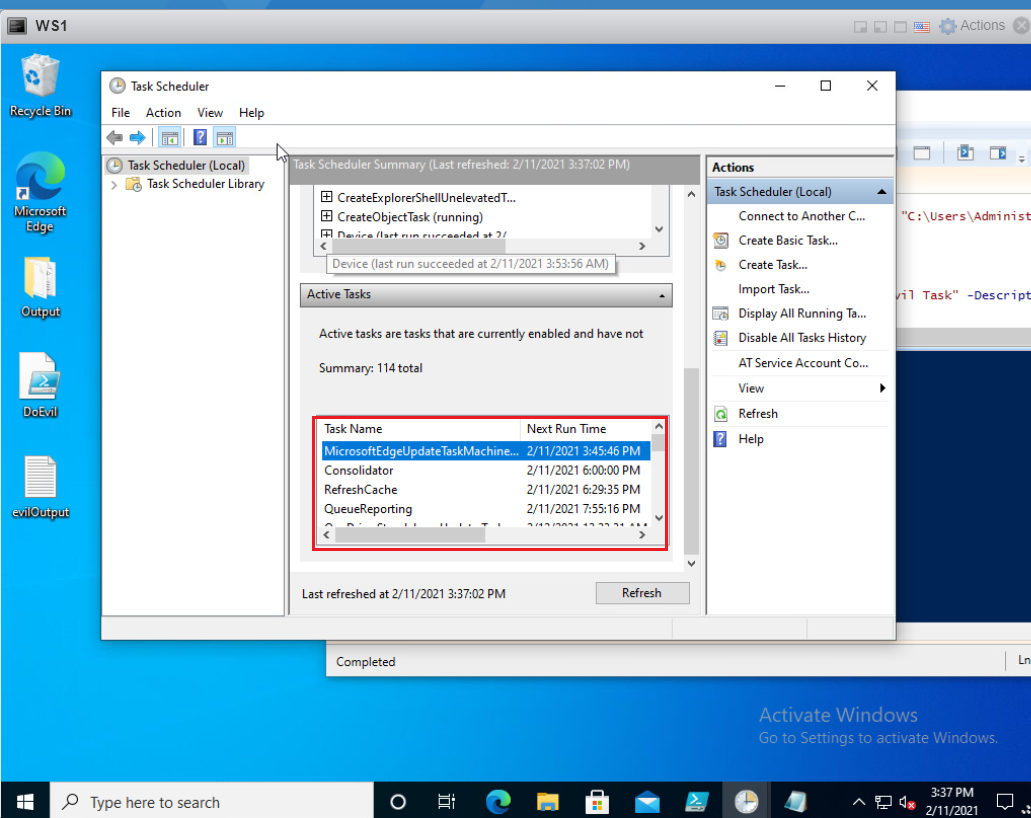 WS1
Actions
Recycle Bin
Microsoft
Edge
Output
DoEvil
evilOutput
Task Scheduler
File Action View Help
Task Scheduler (Local)
Task Scheduler Library
Task Scheduler Summary (Last refreshed: 2/11/2021 3:37:02 PM)
CreateExplorerShellUnelevatedT...
CreateObjectTask (running)
Device (last run succeeded at 2/
Device (last run succeeded at 2/11/2021 3:53:56 AM)
Active Tasks
Active tasks are tasks that are currently enabled and have not
Summary: 114 total
Task Name Next Run Time
MicrosoftEdgeUpdateTaskMachine... 2/11/2021 3:45:46 PM
Consolidator 2/11/2021 6:00:00 PM
RefreshCache 2/11/2021 6:29:35 PM
QueueReporting 2/11/2021 7:55:16 PM
Last refreshed at 2/11/2021 3:37:02 PM
Refresh
Actions
Task Scheduler (Local)
Connect to Another C...
Create Basic Task...
Create Task...
Import Task...
Display All Running Ta...
Disable All Tasks History
AT Service Account Co...
View
Refresh
Help
"C:\Users\Administ
vil Task" -Descript
Completed
Ln
Activate Windows
Go to Settings to activate Windows.
Type here to search
3:37 PM
2/11/2021